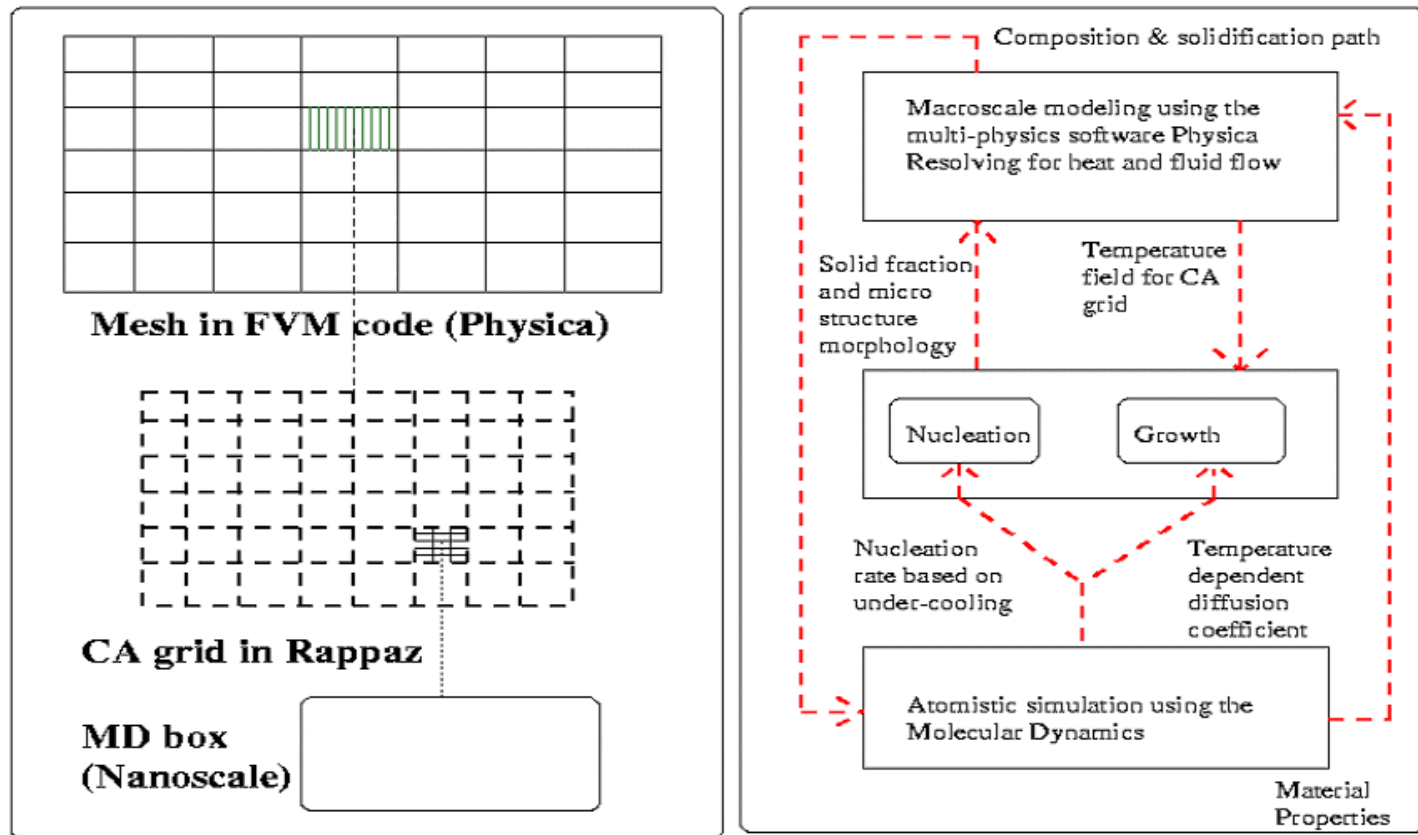 Mesh in FVM code (Physica)
CA grid in Rappaz
MD box
(Nanoscale)
Composition & solidification path
Macroscale modeling using the
multi-physics software Physica
Resolving for heat and fluid flow
Solid fraction
and micro
structure
morphology
Temperature
field for CA
grid
Nucleation
Growth
Nucleation
rate based on
under-cooling
Temperature
dependent
diffusion
coefficient
Atomistic simulation using the
Molecular Dynamics
Material
Properties